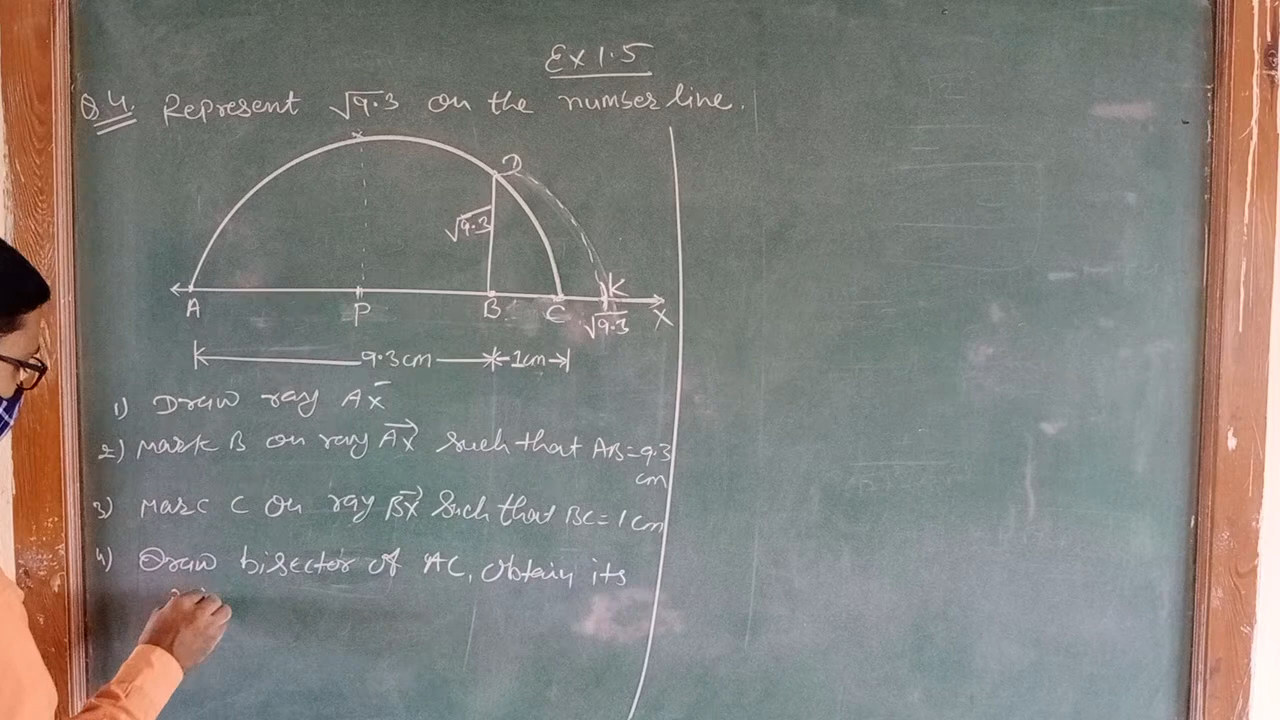 Ex 1.5
Q.4. Represent √9.3 on the number line.
D
√9.3
K
A P B C √9.3 X
9.3cm 1cm
1) Draw ray AX
2) Mark B on ray AX such that AB=9.3
cm
3) Marc C on ray BX Such that BC=1cm
4) Draw bisector of AC, obtain its